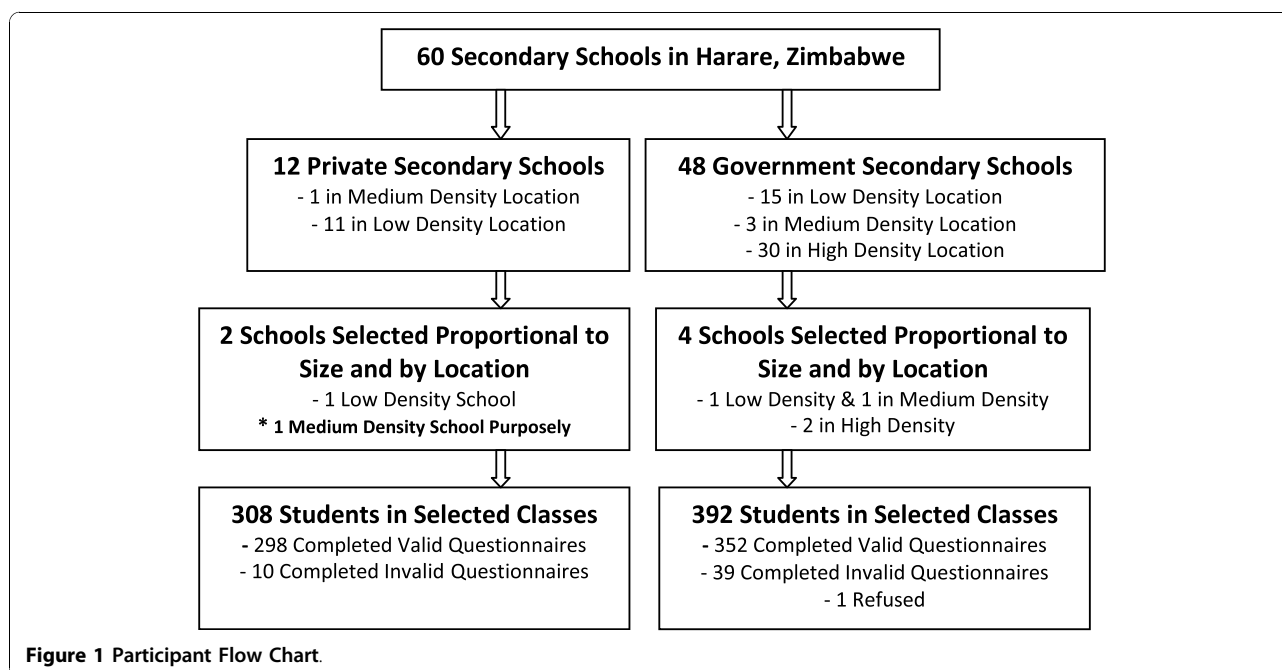 60 Secondary Schools in Harare, Zimbabwe
12 Private Secondary Schools
- 1 in Medium Density Location
- 11 in Low Density Location
48 Government Secondary Schools
- 15 in Low Density Location
- 3 in Medium Density Location
- 30 in High Density Location
2 Schools Selected Proportional to
Size and by Location
- 1 Low Density School
* 1 Medium Density School Purposely
4 Schools Selected Proportional to
Size and by Location
- 1 Low Density & 1 in Medium Density
- 2 in High Density
308 Students in Selected Classes
- 298 Completed Valid Questionnaires
- 10 Completed Invalid Questionnaires
392 Students in Selected Classes
- 352 Completed Valid Questionnaires
- 39 Completed Invalid Questionnaires
- 1 Refused
Figure 1 Participant Flow Chart.